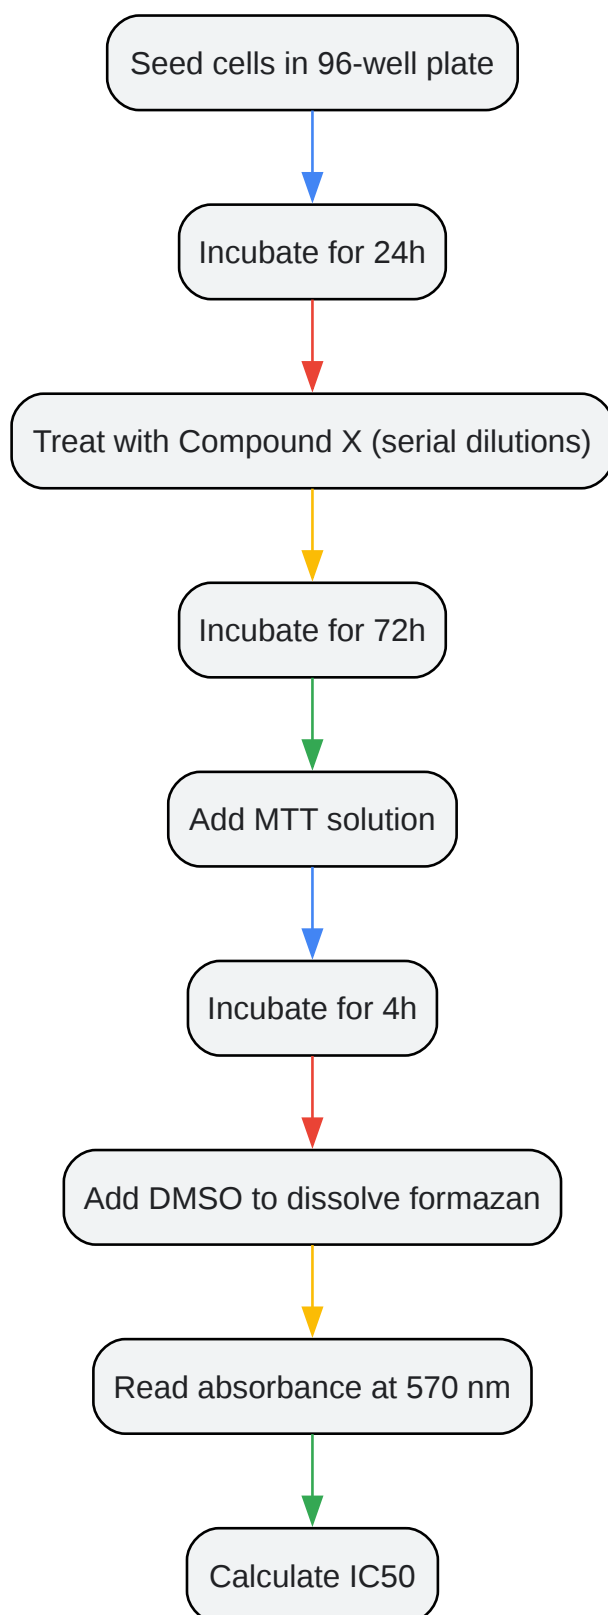 Seed cells in 96-well plate
Incubate for 24h
Treat with Compound X (serial dilutions)
Incubate for 72h
Add MTT solution
Incubate for 4h
Add DMSO to dissolve formazan
Read absorbance at 570 nm
Calculate IC50